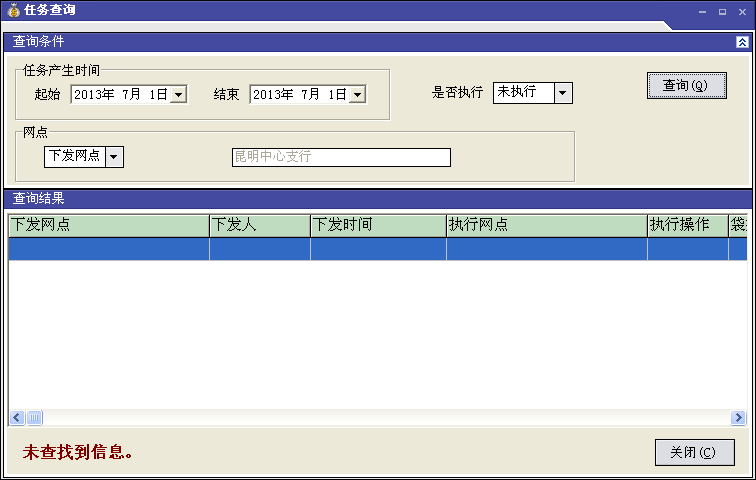 任务查询
查询条件
任务产生时间
起始 2013年 7月 1日 结束 2013年 7月 1日 是否执行 未执行 查询(Q)
网点
下发网点 昆明中心支行
查询结果
下发网点 下发人 下发时间 执行网点 执行操作 袋
未查找到信息。 关闭(C)